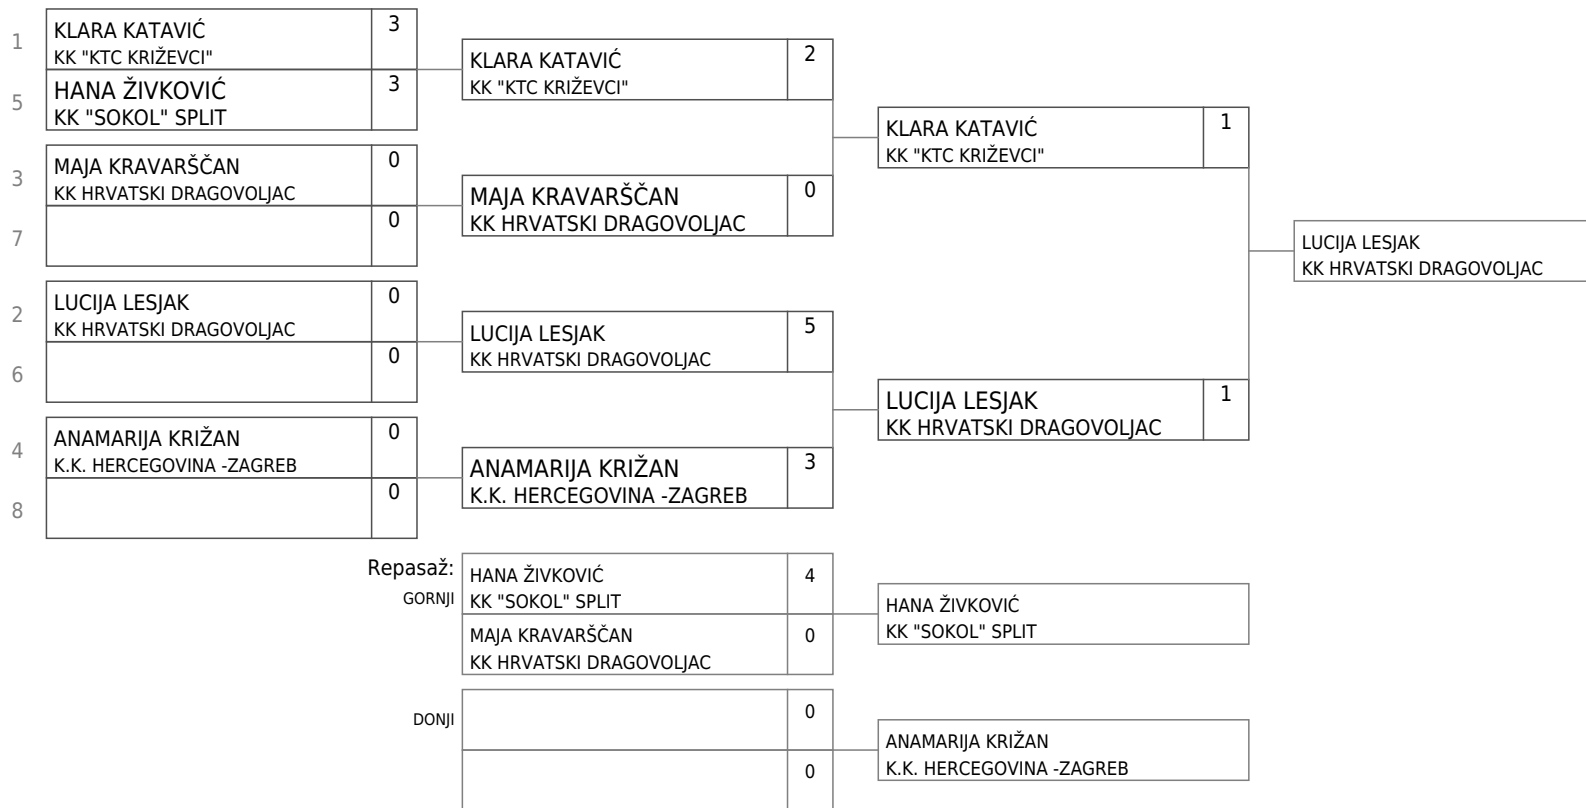 1
KLARA KATAVIĆ
KK "KTC KRIŽEVCI"
3
5
HANA ŽIVKOVIĆ
KK "SOKOL" SPLIT
3
3
MAJA KRAVARŠČAN
KK HRVATSKI DRAGOVOLJAC
0
7
0
2
LUCIJA LESJAK
KK HRVATSKI DRAGOVOLJAC
0
6
0
4
ANAMARIJA KRIŽAN
K.K. HERCEGOVINA -ZAGREB
0
8
0
KLARA KATAVIĆ
KK "KTC KRIŽEVCI"
2
MAJA KRAVARŠČAN
KK HRVATSKI DRAGOVOLJAC
0
LUCIJA LESJAK
KK HRVATSKI DRAGOVOLJAC
5
ANAMARIJA KRIŽAN
K.K. HERCEGOVINA -ZAGREB
3
KLARA KATAVIĆ
KK "KTC KRIŽEVCI"
1
LUCIJA LESJAK
KK HRVATSKI DRAGOVOLJAC
1
LUCIJA LESJAK
KK HRVATSKI DRAGOVOLJAC
Repasaž:
GORNJI
HANA ŽIVKOVIĆ
KK "SOKOL" SPLIT
4
MAJA KRAVARŠČAN
KK HRVATSKI DRAGOVOLJAC
0
HANA ŽIVKOVIĆ
KK "SOKOL" SPLIT
DONJI
0
0
ANAMARIJA KRIŽAN
K.K. HERCEGOVINA -ZAGREB